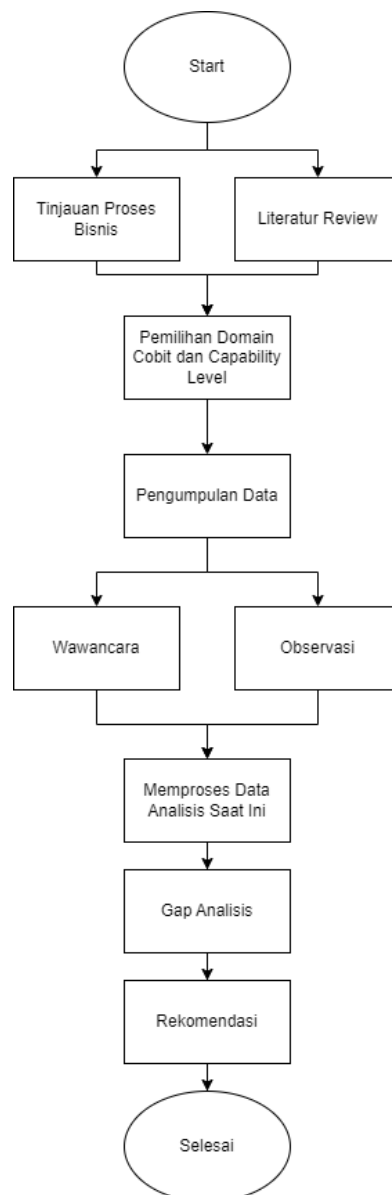 Start
Tinjauan Proses
Bisnis
Literatur Review
Pemilihan Domain
Cobit dan Capability
Level
Pengumpulan Data
Wawancara
Observasi
Memproses Data
Analisis Saat Ini
Gap Analisis
Rekomendasi
Selesai